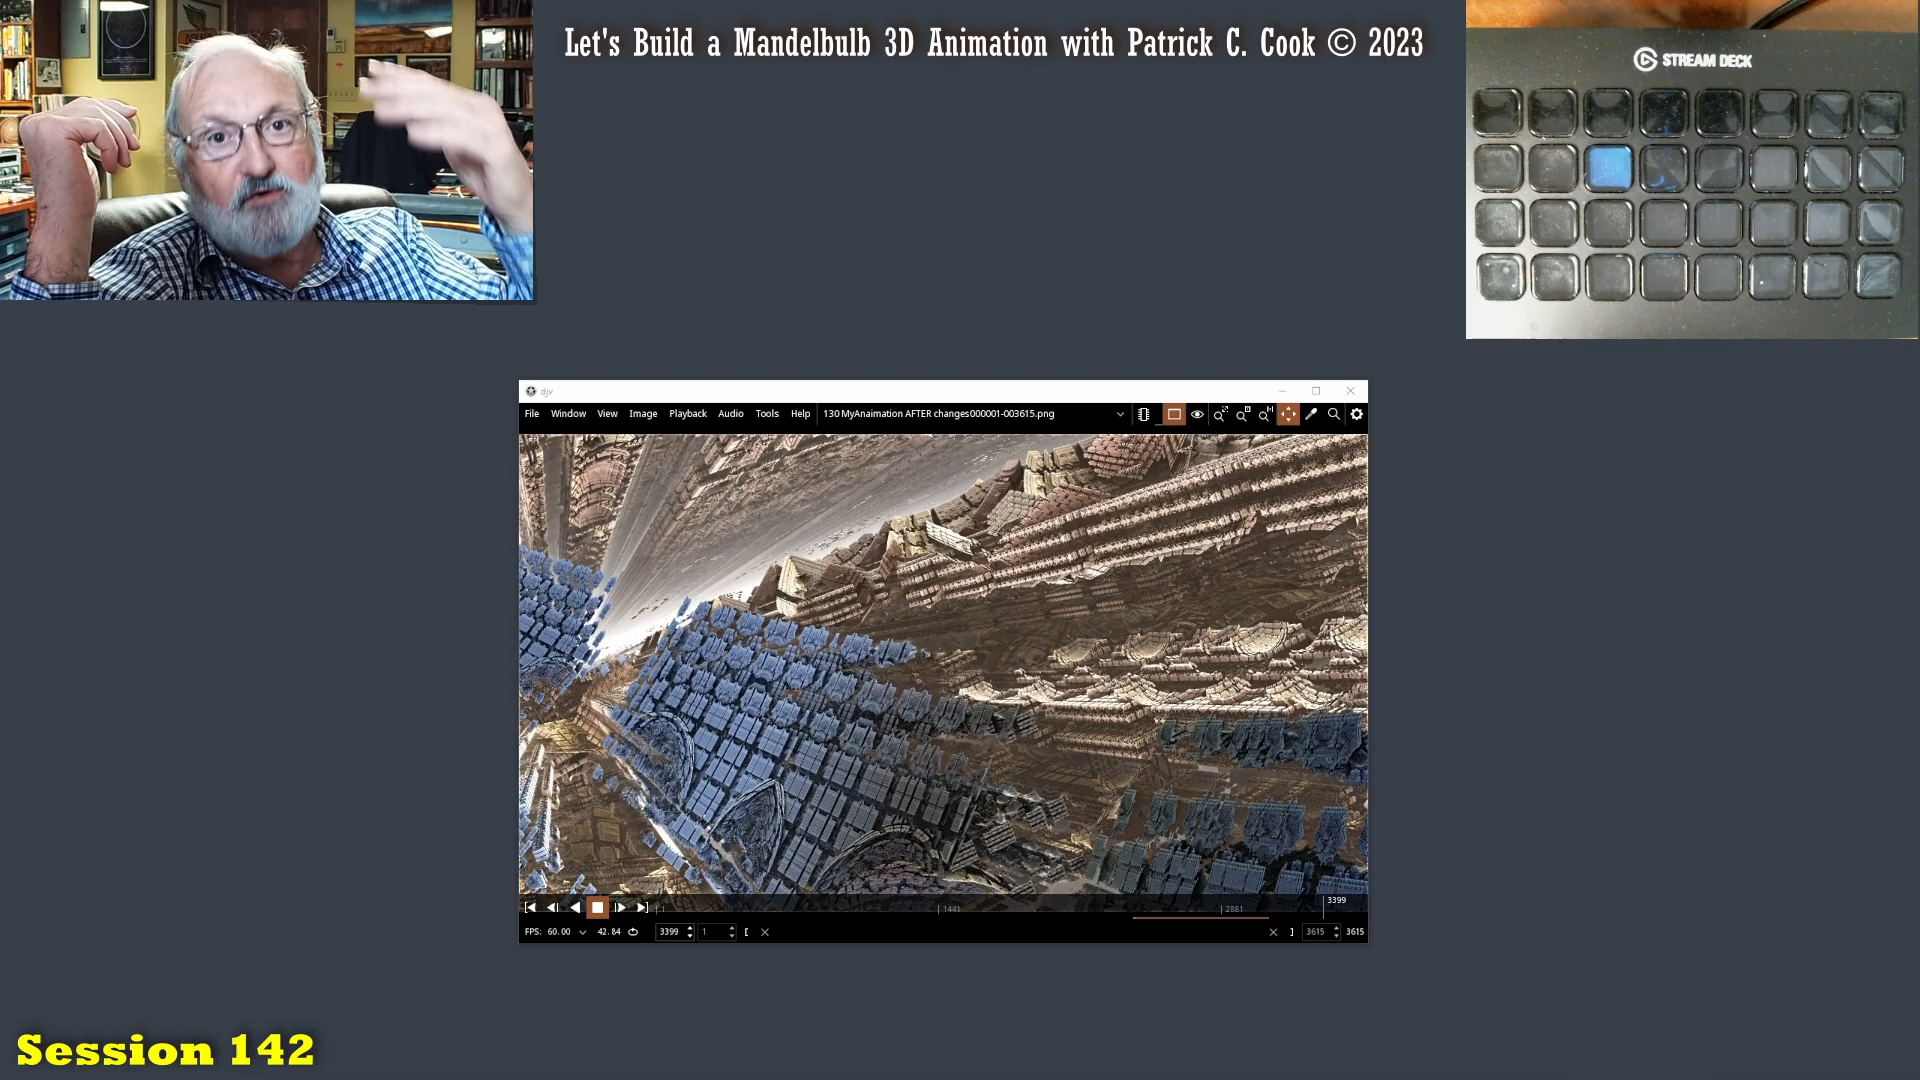 Let's Build a Mandelbulb 3D Animation with Patrick C. Cook © 2023
STREAM DECK
djv
File Window View Image Playback Audio Tools Help 130 MyAnaimation AFTER changes000001-003615.png
1 1441 2881 3399
FPS: 60.00 42.84 3399 1 3615 3615
Session 142